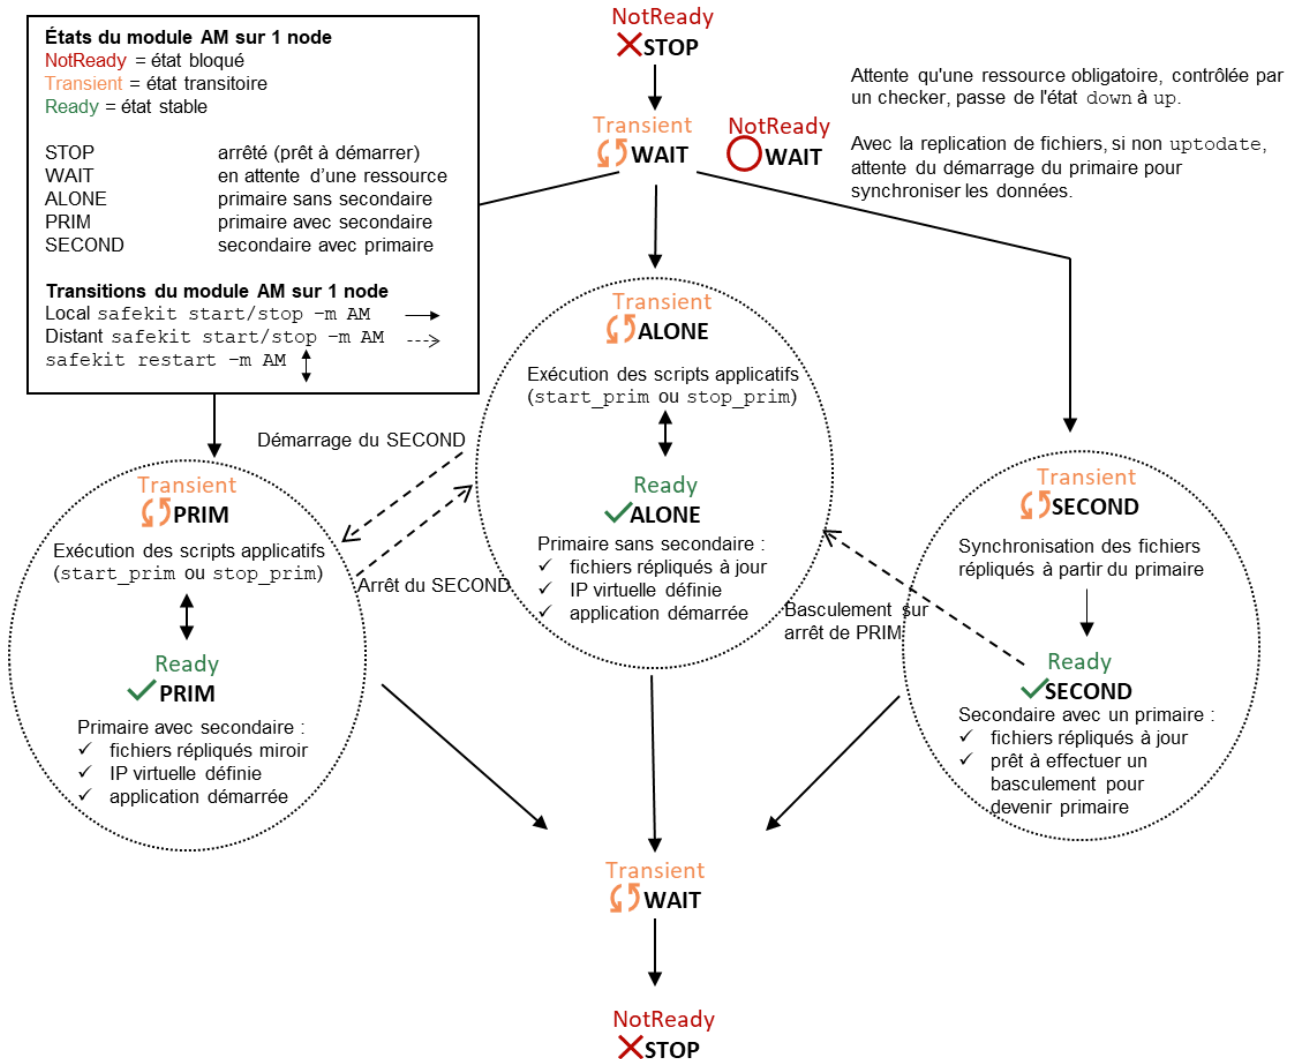 États du module AM sur 1 node
NotReady = état bloqué
Transient = état transitoire
Ready = état stable
STOP arrêté (prêt à démarrer)
WAIT en attente d'une ressource
ALONE primaire sans secondaire
PRIM primaire avec secondaire
SECOND secondaire avec primaire
Transitions du module AM sur 1 node
Local safekit start/stop –m AM
Distant safekit start/stop –m AM
safekit restart –m AM
NotReady
STOP
Transient
WAIT
NotReady
WAIT
Attente qu'une ressource obligatoire, contrôlée par
un checker, passe de l'état down à up.
Avec la replication de fichiers, si non uptodate,
attente du démarrage du primaire pour
synchroniser les données.
Transient
ALONE
Exécution des scripts applicatifs
(start_prim ou stop_prim)
Ready
ALONE
Primaire sans secondaire :
✓ fichiers répliqués à jour
✓ IP virtuelle définie
✓ application démarrée
Démarrage du SECOND
Arrêt du SECOND
Transient
PRIM
Exécution des scripts applicatifs
(start_prim ou stop_prim)
Ready
PRIM
Primaire avec secondaire :
✓ fichiers répliqués miroir
✓ IP virtuelle définie
✓ application démarrée
Basculement sur
arrêt de PRIM
Transient
SECOND
Synchronisation des fichiers
répliqués à partir du primaire
Ready
SECOND
Secondaire avec un primaire :
✓ fichiers répliqués à jour
✓ prêt à effectuer un
basculement pour
devenir primaire
Transient
WAIT
NotReady
STOP